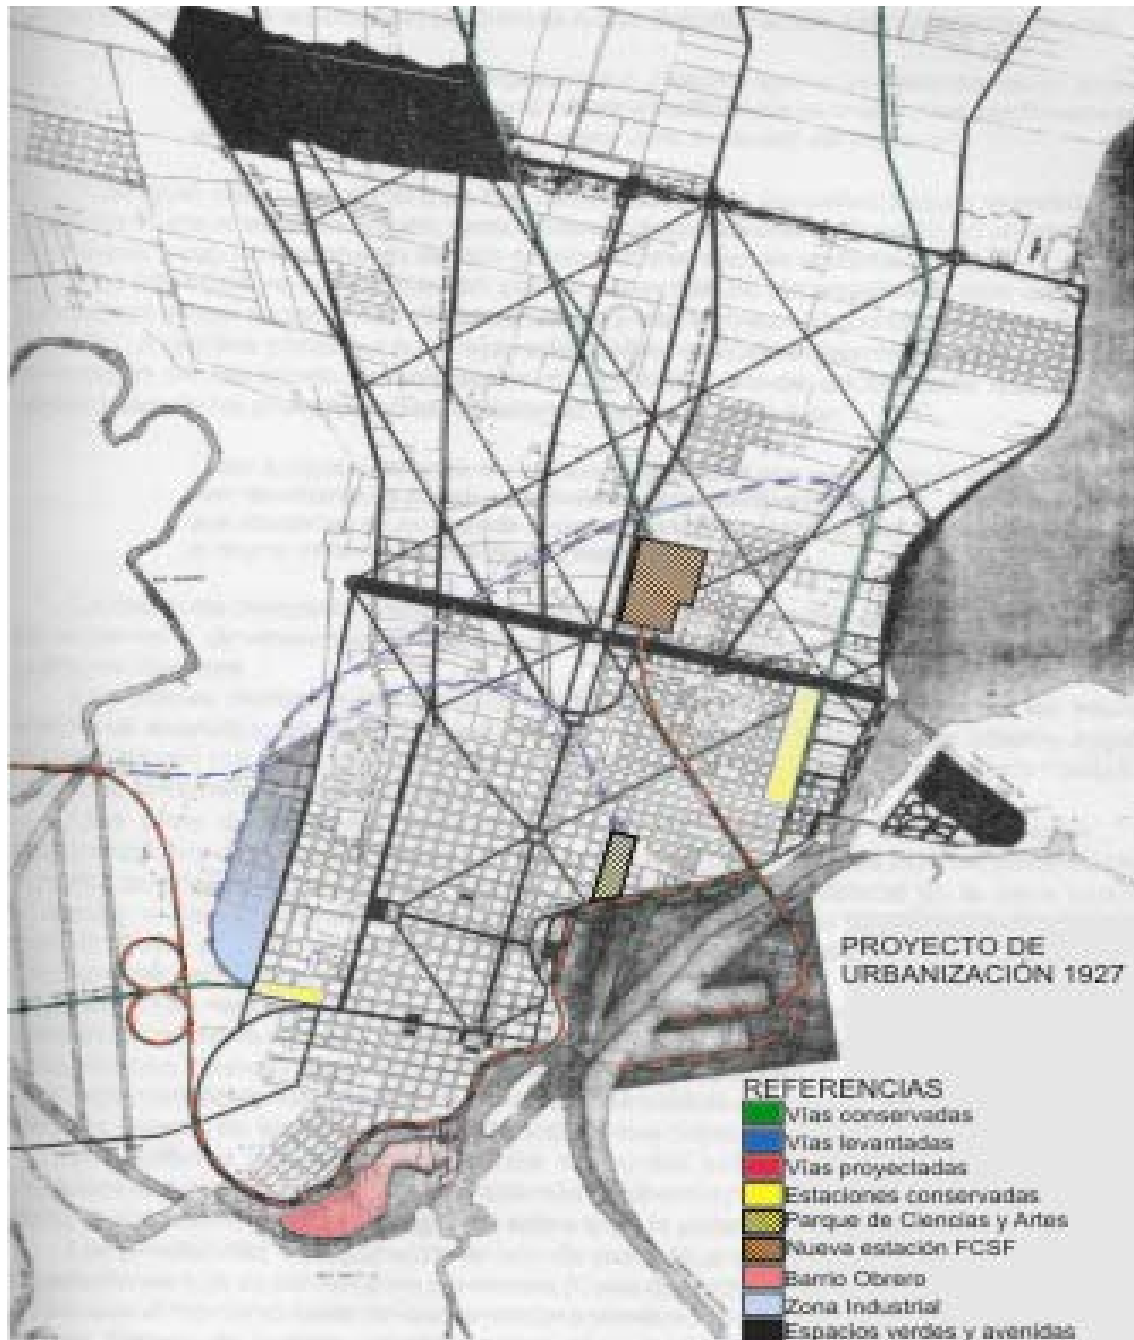 PROYECTO DE
URBANIZACIÓN 1927
REFERENCIAS
Vías conservadas
Vías levantadas
Vías proyectadas
Estaciones conservadas
Parque de Ciencias y Artes
Nueva estación FCSF
Barrio Obrero
Zona Industrial
Espacios verdes y avenidas